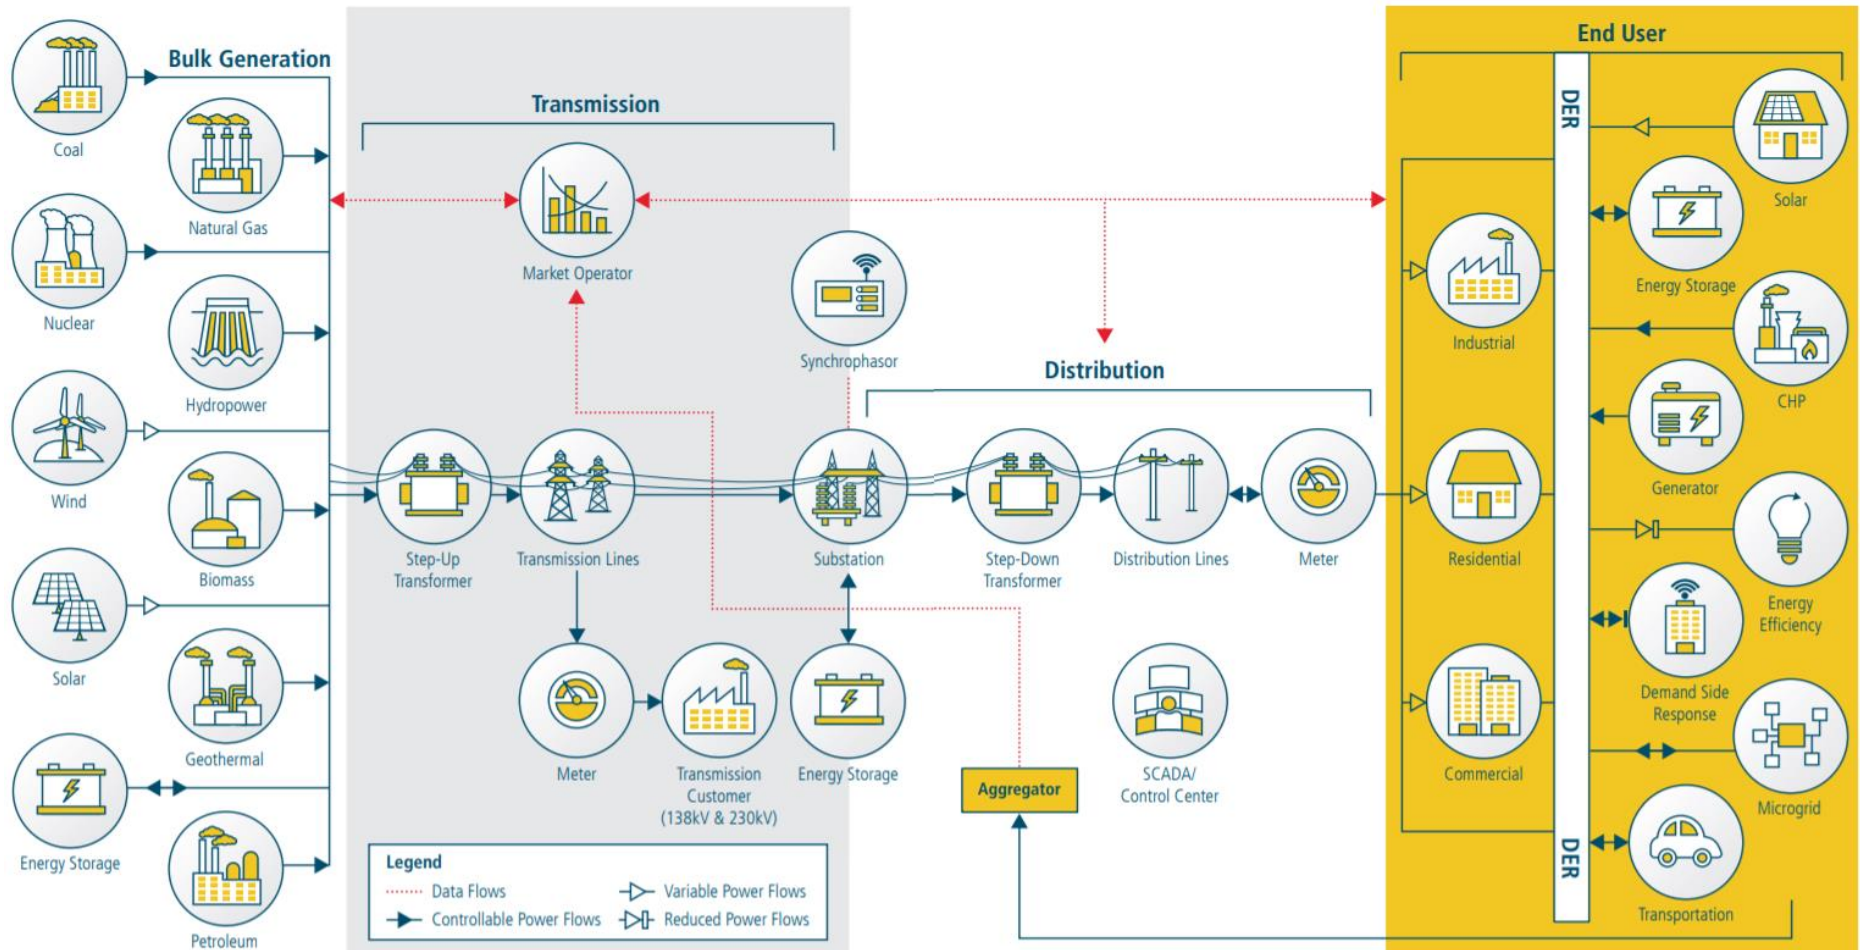 Bulk Generation
Coal
Natural Gas
Nuclear
Hydropower
Wind
Biomass
Solar
Geothermal
Energy Storage
Petroleum
Transmission
Market Operator
Synchrophasor
Step-Up
Transformer
Transmission Lines
Substation
Meter
Transmission
Customer
(138kV & 230kV)
Energy Storage
Legend
Data Flows
Controllable Power Flows
Variable Power Flows
Reduced Power Flows
Distribution
Step-Down
Transformer
Distribution Lines
Meter
Aggregator
SCADA/
Control Center
End User
DER
Industrial
Residential
Commercial
DER
Solar
Energy Storage
CHP
Generator
Energy
Efficiency
Demand Side
Response
Microgrid
Transportation